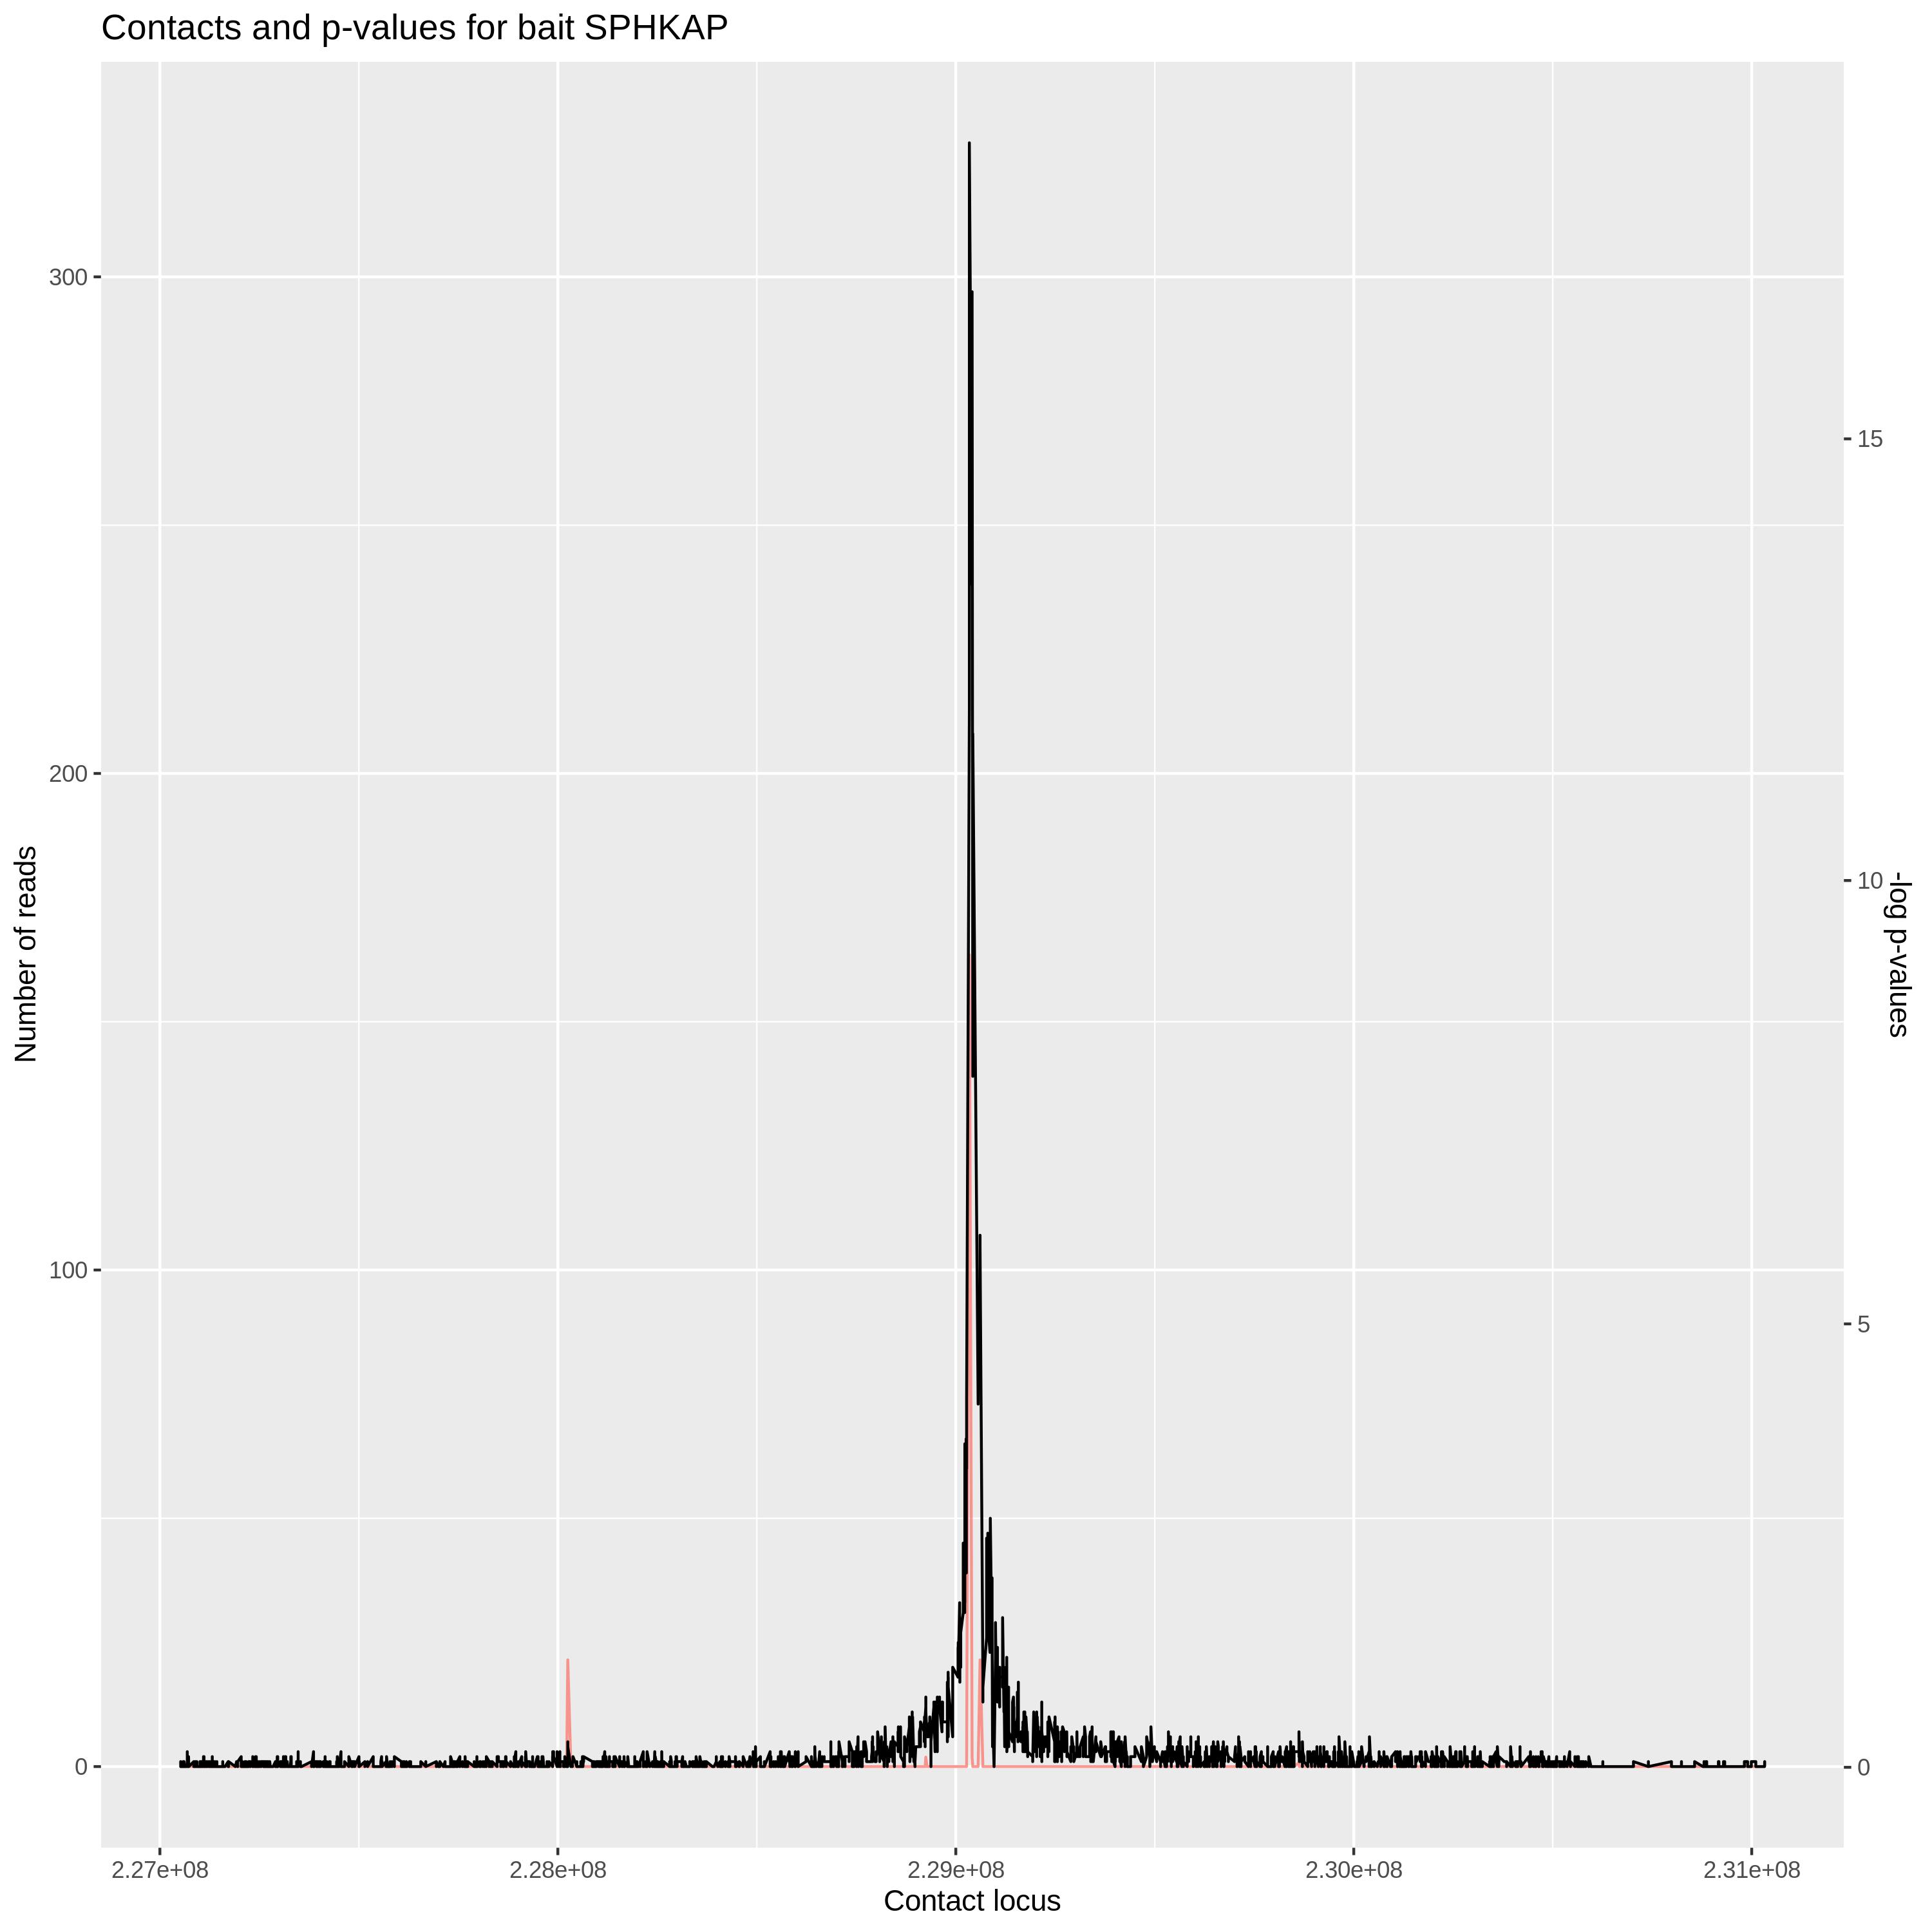 Contacts and p-values for bait SPHKAP
300
200
100
0
Number of reads
15
10
5
0
-log p-values
2.27e+08
2.28e+08
2.29e+08
2.30e+08
2.31e+08
Contact locus